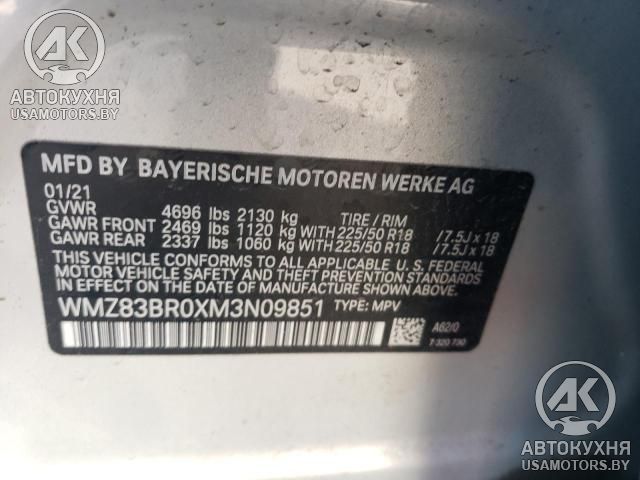 АК
АВТОКУХНЯ
USAMOTORS.BY
MFD BY BAYERISCHE MOTOREN WERKE AG
01/21
GVWR 4696 lbs 2130 kg TIRE / RIM
GAWR FRONT 2469 lbs 1120 kg WITH 225/50 R18 /7.5J x 18
GAWR REAR 2337 lbs 1060 kg WITH 225/50 R18 /7.5J x 18
THIS VEHICLE CONFORMS TO ALL APPLICABLE U.S. FEDERAL
MOTOR VEHICLE SAFETY, BUMPER AND THEFT PREVENTION STANDARDS
IN EFFECT ON THE DATE OF MANUFACTURE SHOWN ABOVE.
WMZ83BR0XM3N09851 TYPE: MPV
A62/0
7 320 730
АК
АВТОКУХНЯ
USAMOTORS.BY